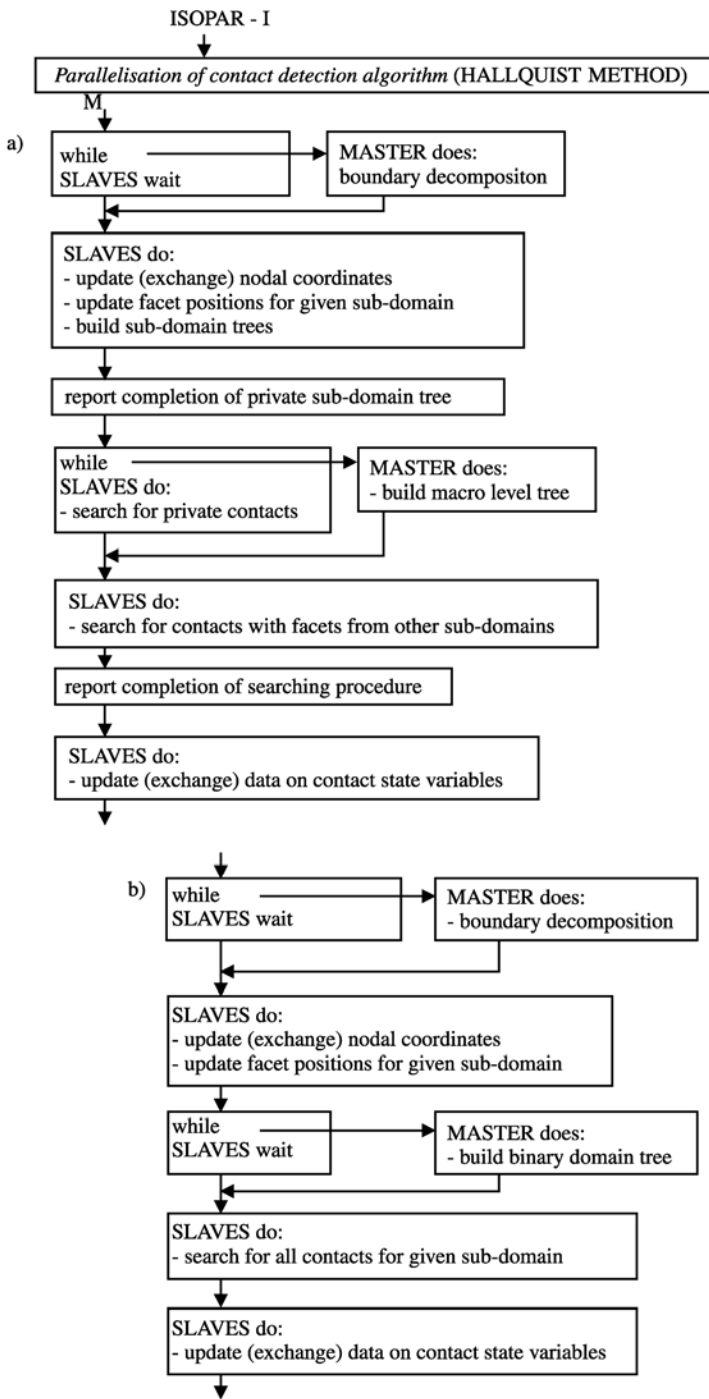 ISOPAR - I
Parallelisation of contact detection algorithm (HALLQUIST METHOD)
M
a)
while
SLAVES wait
MASTER does:
boundary decompositon
SLAVES do:
- update (exchange) nodal coordinates
- update facet positions for given sub-domain
- build sub-domain trees
report completion of private sub-domain tree
while
SLAVES do:
- search for private contacts
MASTER does:
- build macro level tree
SLAVES do:
- search for contacts with facets from other sub-domains
report completion of searching procedure
SLAVES do:
- update (exchange) data on contact state variables
b)
while
SLAVES wait
MASTER does:
- boundary decomposition
SLAVES do:
- update (exchange) nodal coordinates
- update facet positions for given sub-domain
while
SLAVES wait
MASTER does:
- build binary domain tree
SLAVES do:
- search for all contacts for given sub-domain
SLAVES do:
- update (exchange) data on contact state variables